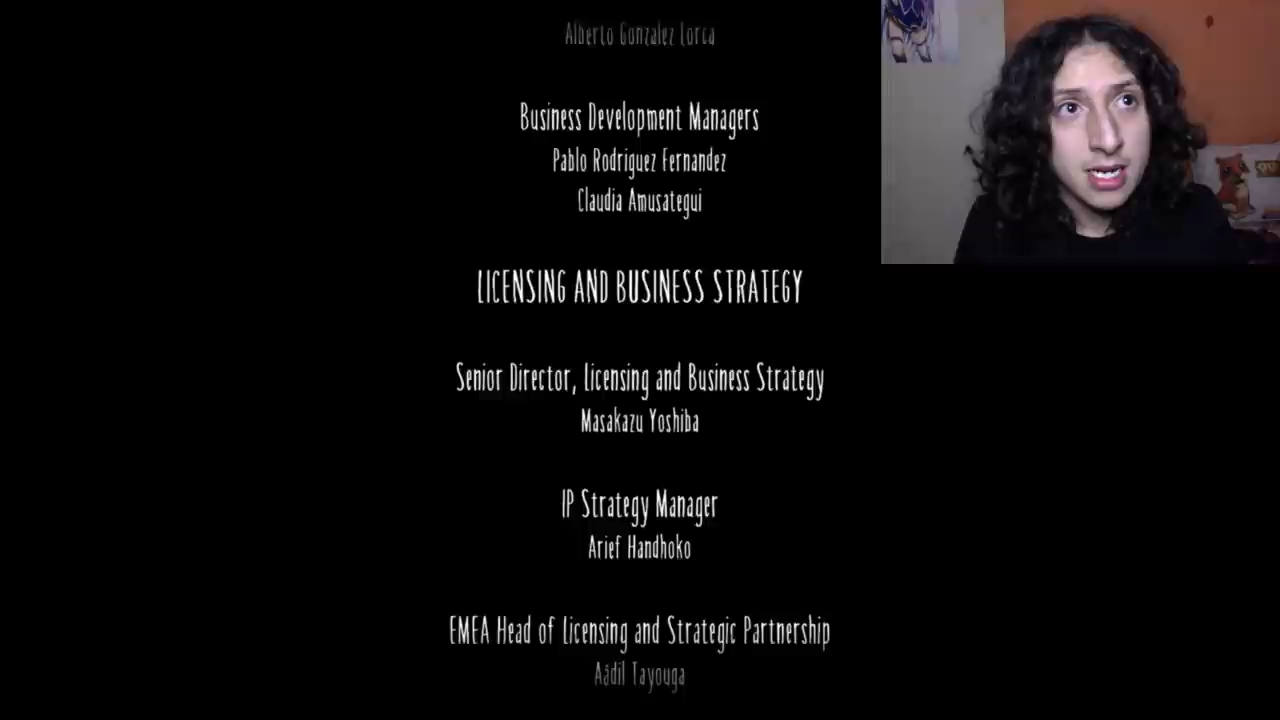 Alberto Gonzalez Lorca
Business Development Managers
Pablo Rodriguez Fernandez
Claudia Amusategui
LICENSING AND BUSINESS STRATEGY
Senior Director, Licensing and Business Strategy
Masakazu Yoshiba
IP Strategy Manager
Arief Handhoko
EMEA Head of Licensing and Strategic Partnership
Aâdil Tayouga